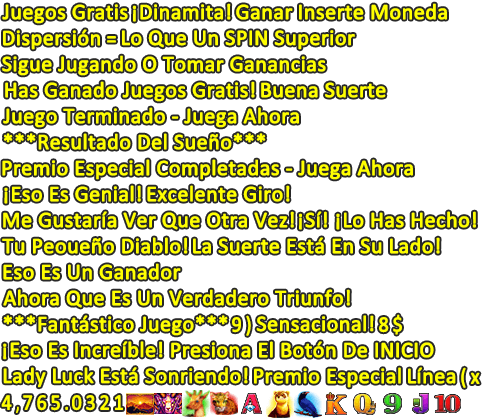 Juegos Gratis ¡Dinamita! Ganar Inserte Moneda
Dispersión = Lo Que Un SPIN Superior
Sigue Jugando O Tomar Ganancias
Has Ganado Juegos Gratis! Buena Suerte
Juego Terminado - Juega Ahora
***Resultado Del Sueño***
Premio Especial Completadas - Juega Ahora
¡Eso Es Genial! Excelente Giro!
Me Gustaría Ver Que Otra Vez! ¡Sí! ¡Lo Has Hecho!
Tu Peoueño Diablo! La Suerte Está En Su Lado!
Eso Es Un Ganador
Ahora Que Es Un Verdadero Triunfo!
***Fantástico Juego***9) Sensacional! 8$
¡Eso Es Increíble! Presiona El Botón De INICIO
Lady Luck Está Sonriendo! Premio Especial Línea ( x
4,765.0321 A K Q 9 J 10